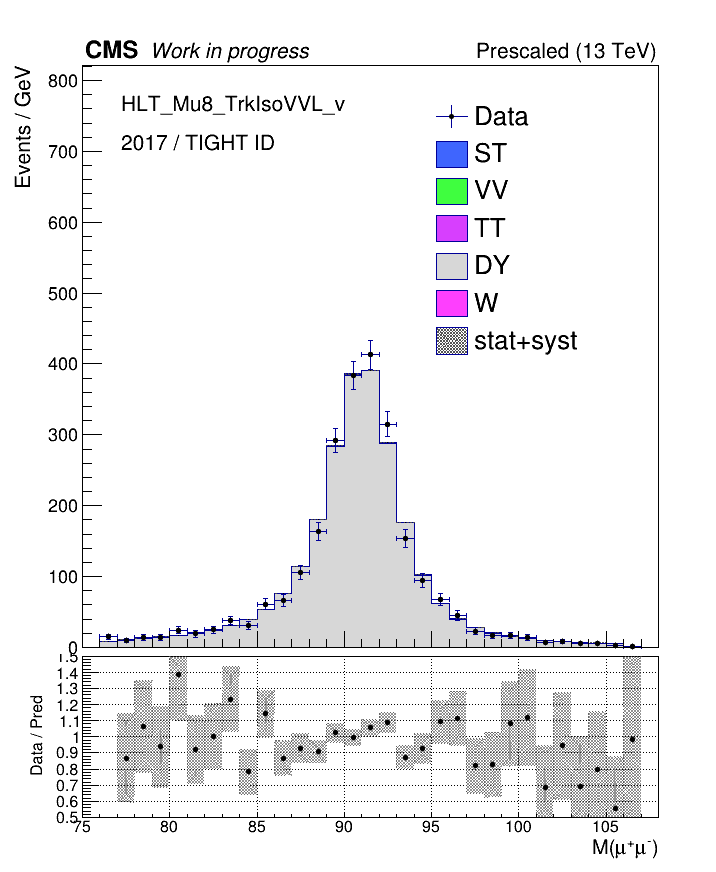 CMS Work in progress Prescaled (13 TeV)
Events / GeV
800
700
600
500
400
300
200
100
0
HLT_Mu8_TrkIsoVVL_v
2017 / TIGHT ID
Data
ST
VV
TT
DY
W
stat+syst
Data / Pred
1.5
1.4
1.3
1.2
1.1
1
0.9
0.8
0.7
0.6
0.5
75 80 85 90 95 100 105
M(μ⁺μ⁻)